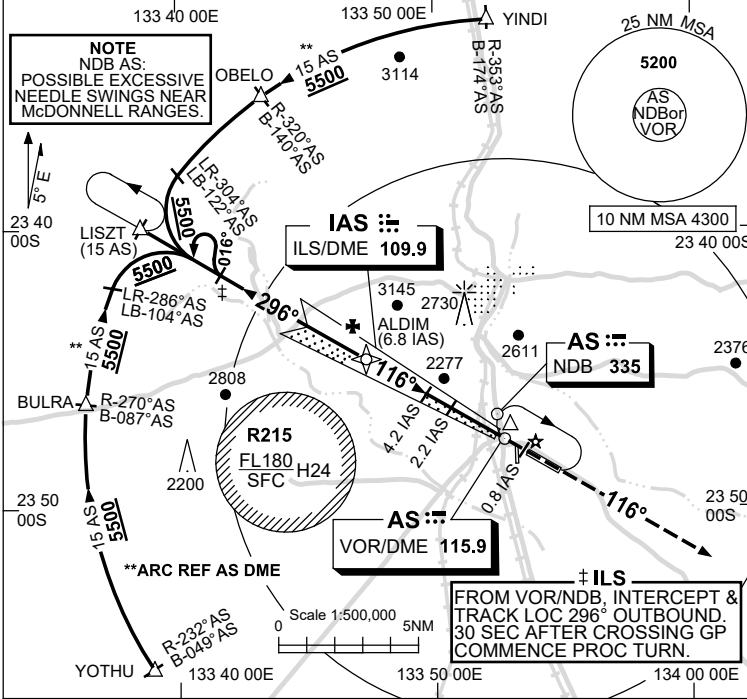 133 40 00E
133 50 00E
YINDI
25 NM MSA
5200
AS
NDBor
VOR
10 NM MSA 4300
NOTE
NDB AS:
POSSIBLE EXCESSIVE
NEEDLE SWINGS NEAR
McDONNELL RANGES.
5° E
**
15 AS
5500
3114
R-353°AS
B-174°AS
OBELO
R-320°AS
B-140°AS
LR-304°AS
LB-122°AS
5500
23 40
00S
23 40 00S
LISZT
(15 AS)
5500
016°
‡
IAS
ILS/DME 109.9
LR-286°AS
LB-104°AS
**
15 AS
5500
296°
3145
ALDIM
(6.8 IAS)
2730
2611
2376
116°
2277
AS
NDB 335
BULRA
R-270°AS
B-087°AS
2808
4.2 IAS
2.2 IAS
0.8 IAS
R215
FL180
SFC
H24
2200
15 AS
5500
23 50
00S
23 50
00S
116°
AS
VOR/DME 115.9
**ARC REF AS DME
‡ ILS
FROM VOR/NDB, INTERCEPT &
TRACK LOC 296° OUTBOUND.
30 SEC AFTER CROSSING GP
COMMENCE PROC TURN.
Scale 1:500,000
0
5NM
R-232°AS
B-049°AS
YOTHU
133 40 00E
133 50 00E
134 00 00E